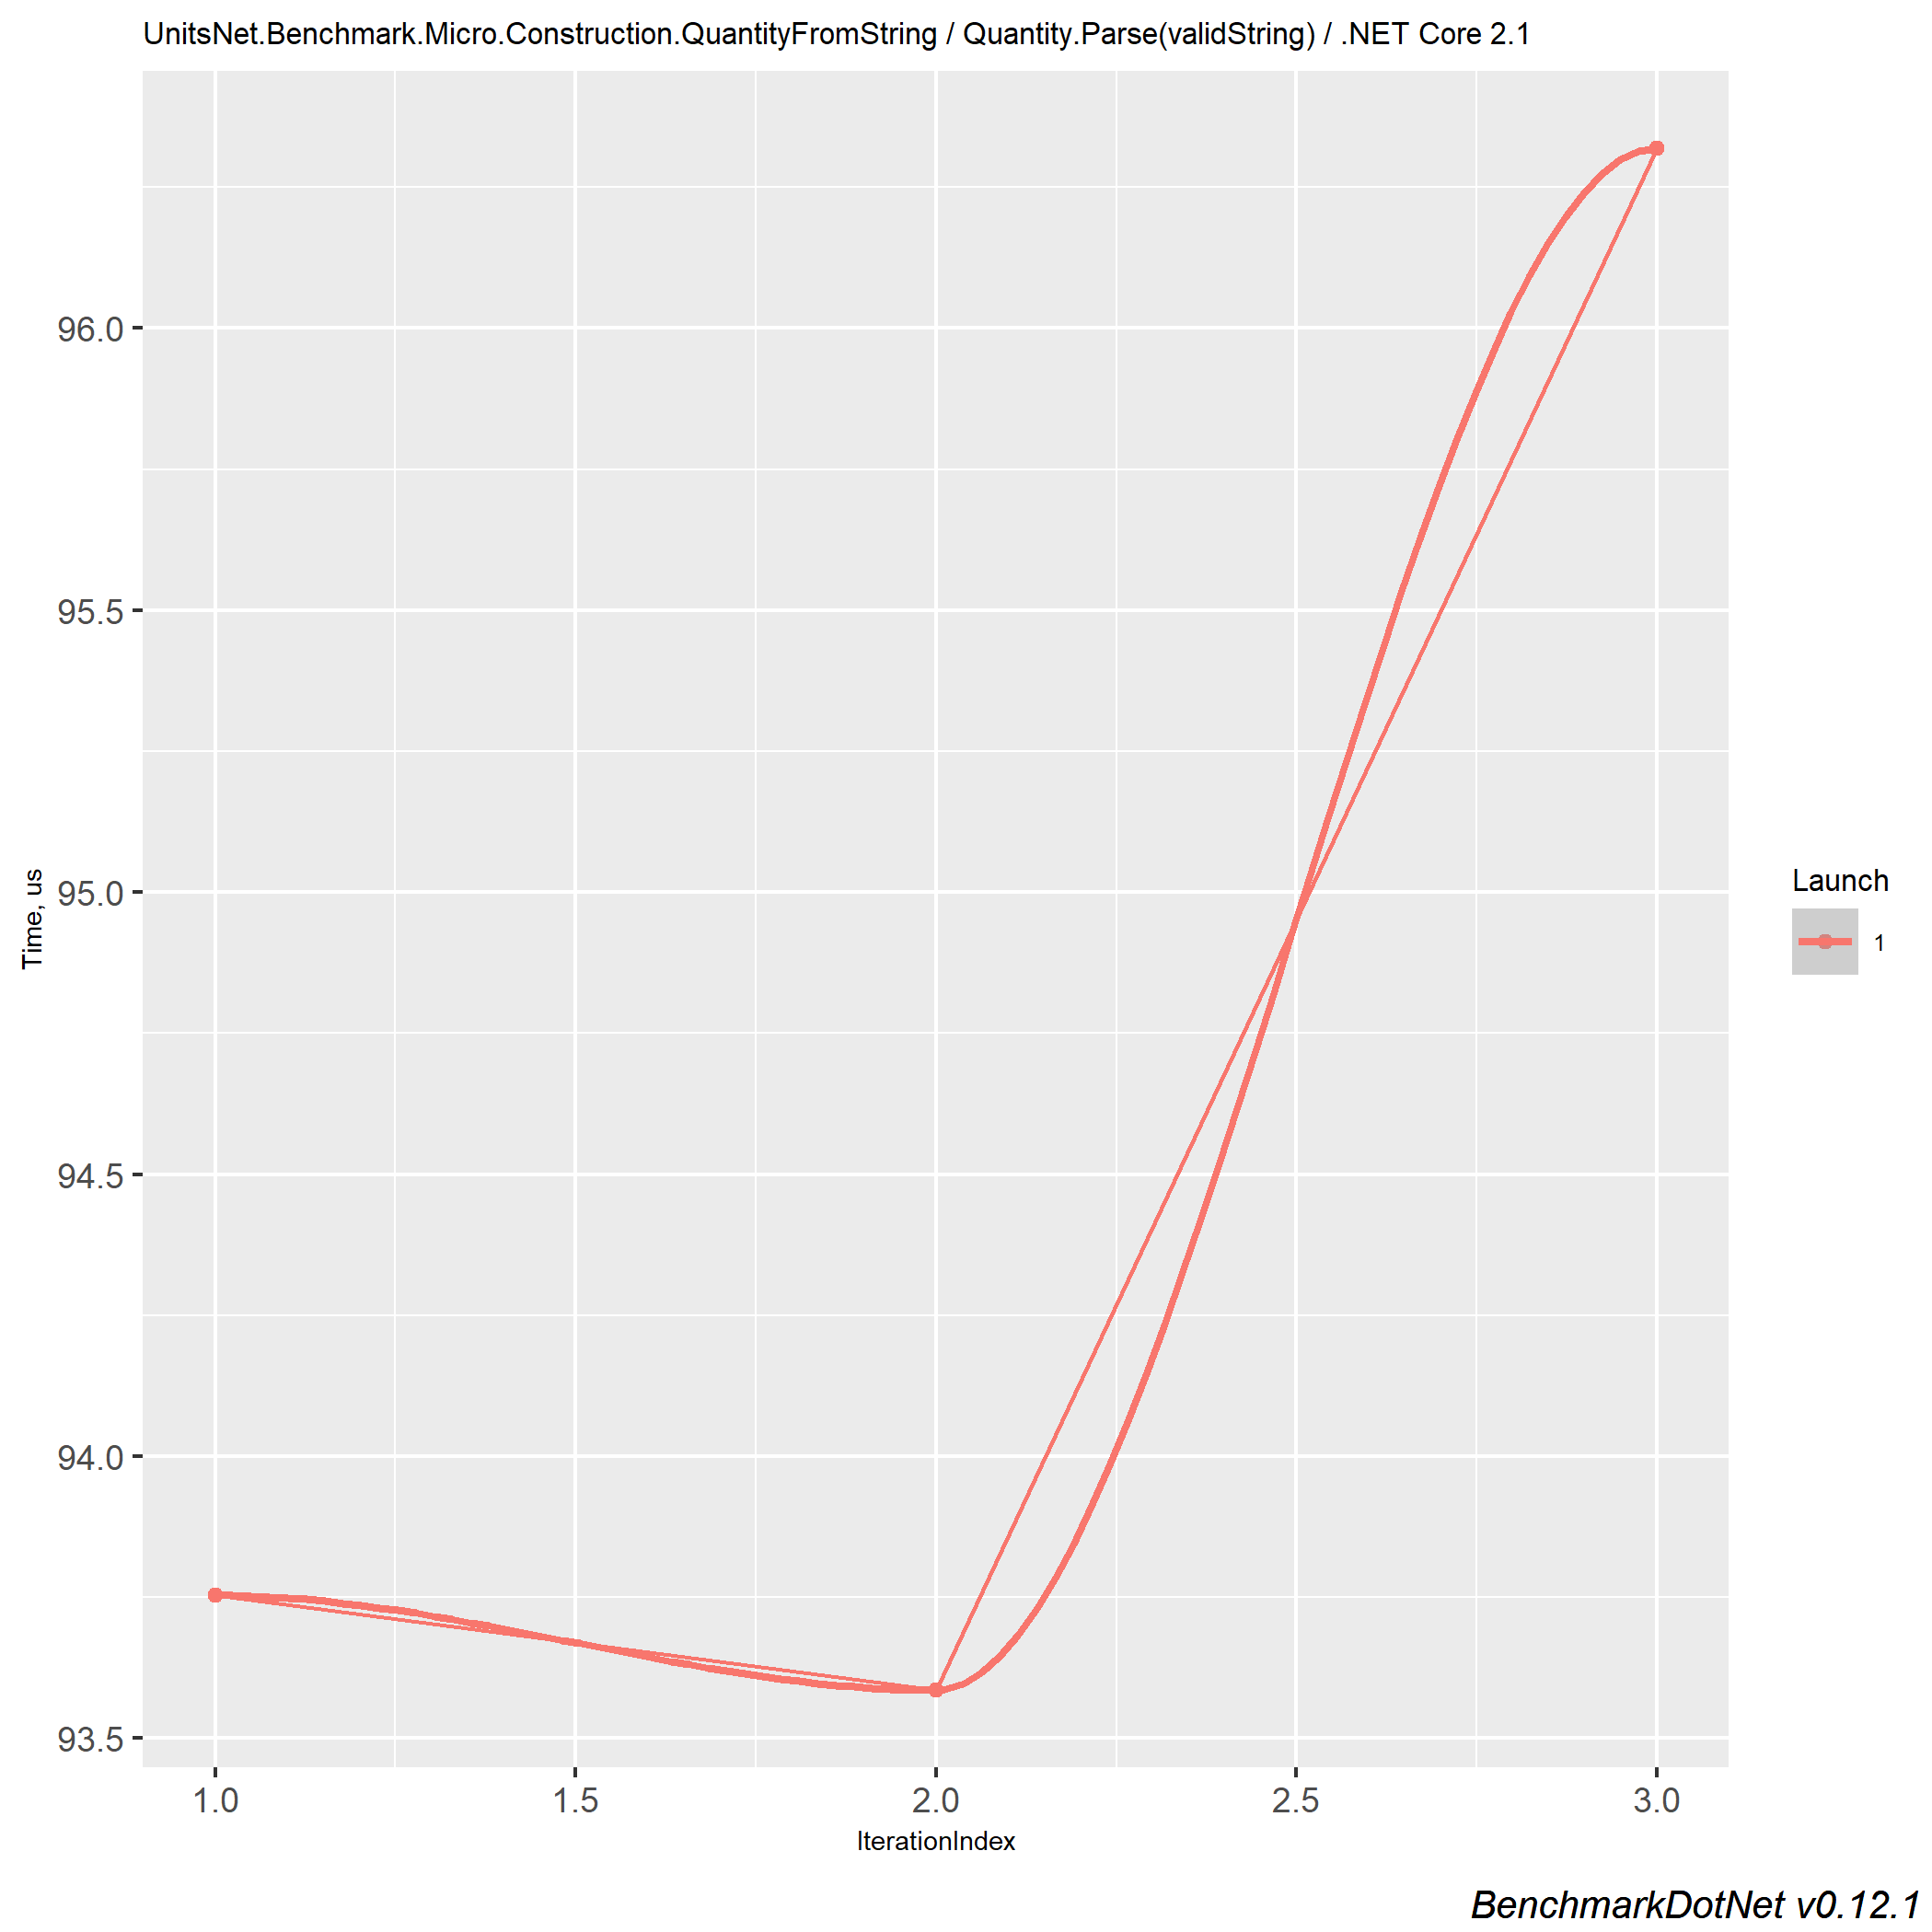 UnitsNet.Benchmark.Micro.Construction.QuantityFromString / Quantity.Parse(validString) / .NET Core 2.1
96.0
95.5
95.0
94.5
94.0
93.5
Time, us
1.0 1.5 2.0 2.5 3.0
IterationIndex
Launch
1
BenchmarkDotNet v0.12.1